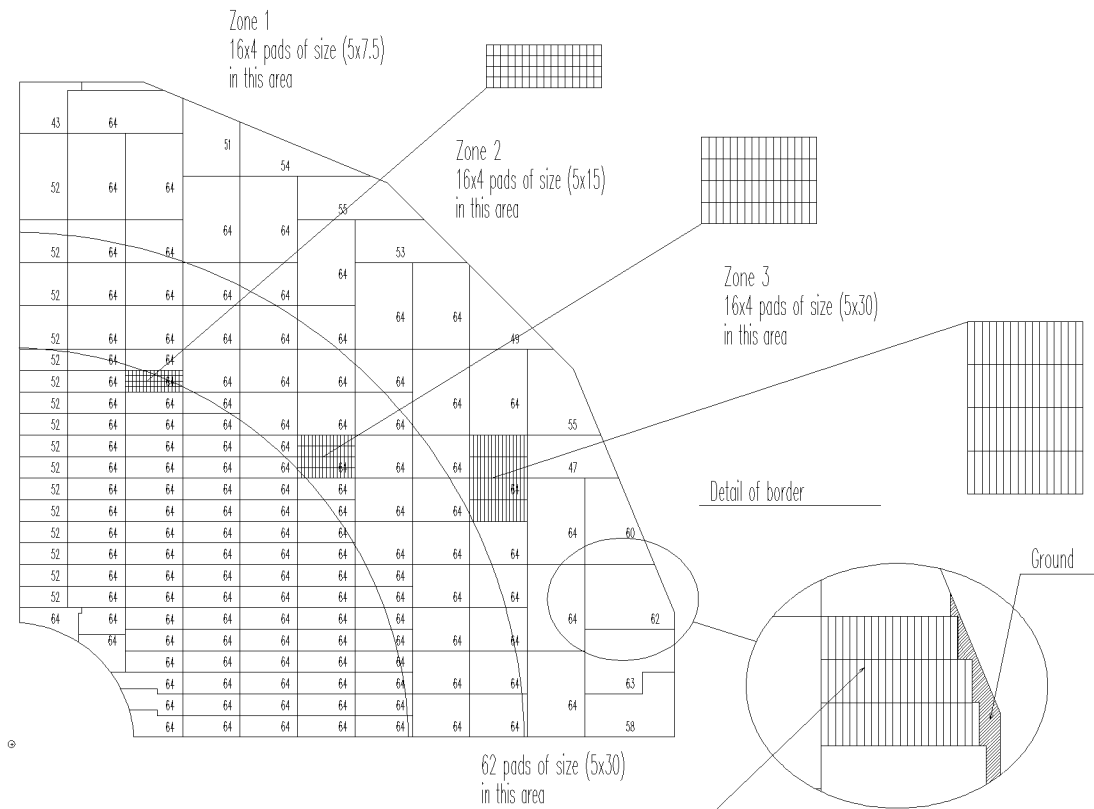 Zone 1
16x4 pads of size (5x7.5)
in this area
43 64
51
Zone 2
16x4 pads of size (5x15)
in this area
54
52 64 64
55
64 64
52 64 64 53
Zone 3
16x4 pads of size (5x30)
in this area
64
52 64 64 64 64
64 64
52 64 64 64 64 64 49
52 64 64
52 64 64 64 64 64 64
52 64 64 64 64 64
52 64 64 64 64 64 64 55
52 64 64 64 64
52 64 64 64 64 64 64 64 47
52 64 64 64 64 64 64
Detail of border
52 64 64 64 64 64 64 64
52 64 64 64 64 64 64 60
52 64 64 64 64 64 64 64 64
Ground
52 64 64 64 64 64 64
52 64 64 64 64 64 64 64 64
64 64 64 64 64 64 64 62
64 64 64 64 64 64 64 64
64 64 64 64 64
64 64 64 64 64 64 64 63
64 64 64 64 64 64
64 64 64 64 64 64 64 58
62 pads of size (5x30)
in this area